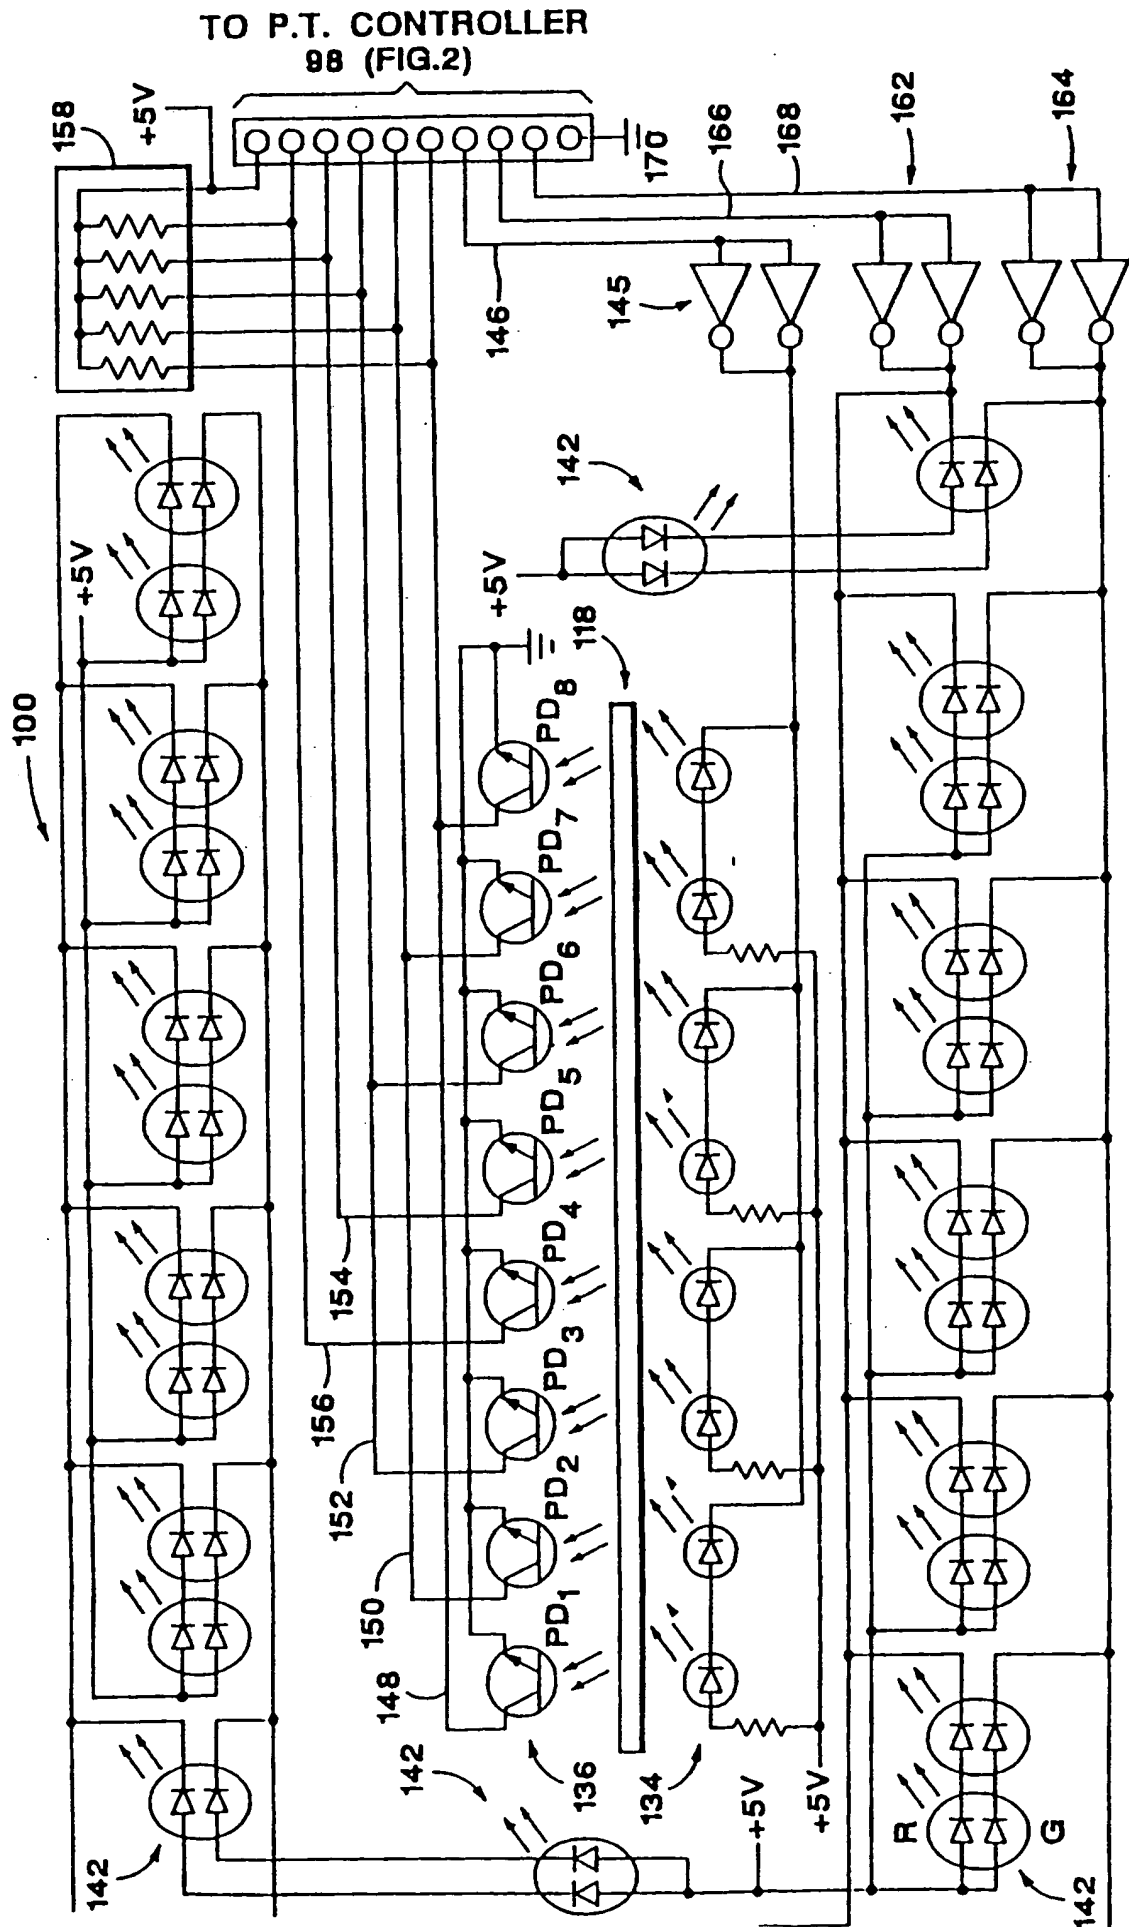 TO P.T. CONTROLLER
98 (FIG.2)
158
+5V
170
166
168
162
164
146
145
142
+5V
118
100
+5V
PD8
PD7
PD6
PD5
PD4
PD3
PD2
PD1
154
156
152
150
148
136
134
142
142
+5V
+5V
R
G
142